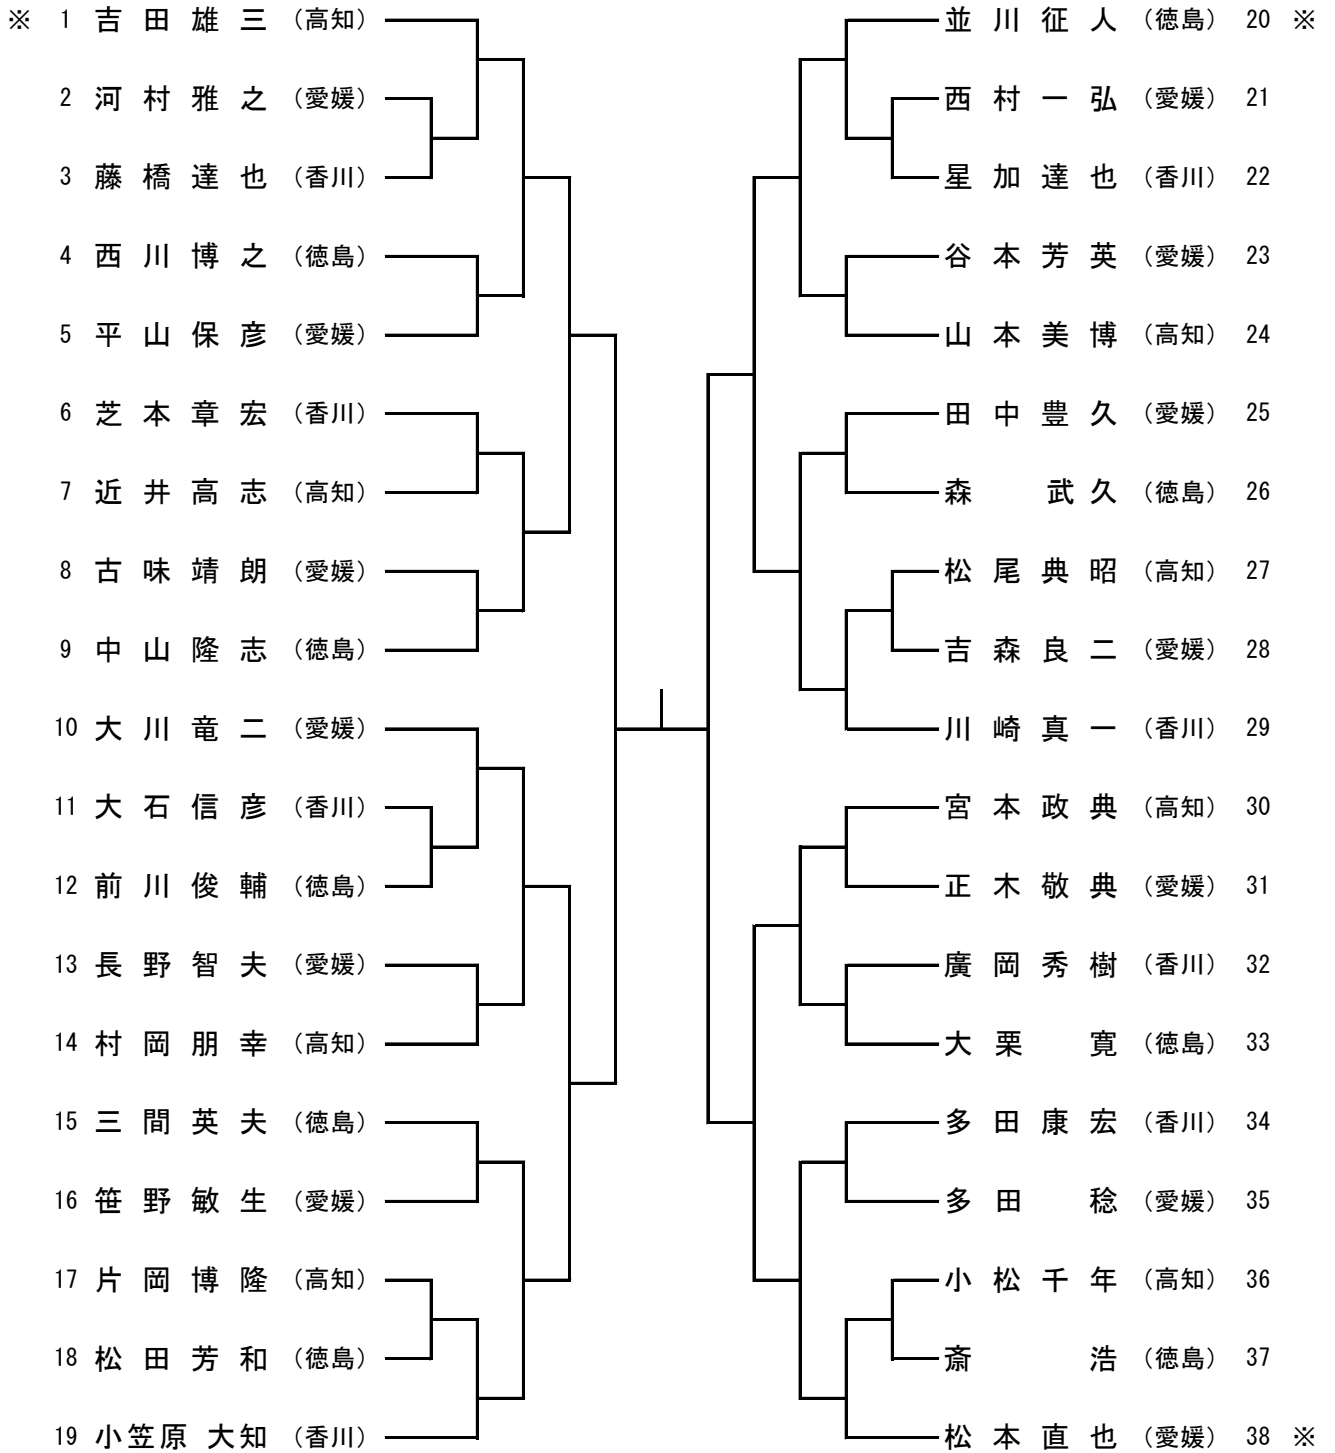 ※ 1 吉田雄三 (高知)
2 河村雅之 (愛媛)
3 藤橋達也 (香川)
4 西川博之 (徳島)
5 平山保彦 (愛媛)
6 芝本章宏 (香川)
7 近井高志 (高知)
8 古味靖朗 (愛媛)
9 中山隆志 (徳島)
10 大川竜二 (愛媛)
11 大石信彦 (香川)
12 前川俊輔 (徳島)
13 長野智夫 (愛媛)
14 村岡朋幸 (高知)
15 三間英夫 (徳島)
16 笹野敏生 (愛媛)
17 片岡博隆 (高知)
18 松田芳和 (徳島)
19 小笠原 大知 (香川)
並川征人 (徳島) 20 ※
西村一弘 (愛媛) 21
星加達也 (香川) 22
谷本芳英 (愛媛) 23
山本美博 (高知) 24
田中豊久 (愛媛) 25
森 武久 (徳島) 26
松尾典昭 (高知) 27
吉森良二 (愛媛) 28
川崎真一 (香川) 29
宮本政典 (高知) 30
正木敬典 (愛媛) 31
廣岡秀樹 (香川) 32
大栗 寛 (徳島) 33
多田康宏 (香川) 34
多田 稔 (愛媛) 35
小松千年 (高知) 36
斎 浩 (徳島) 37
松本直也 (愛媛) 38 ※